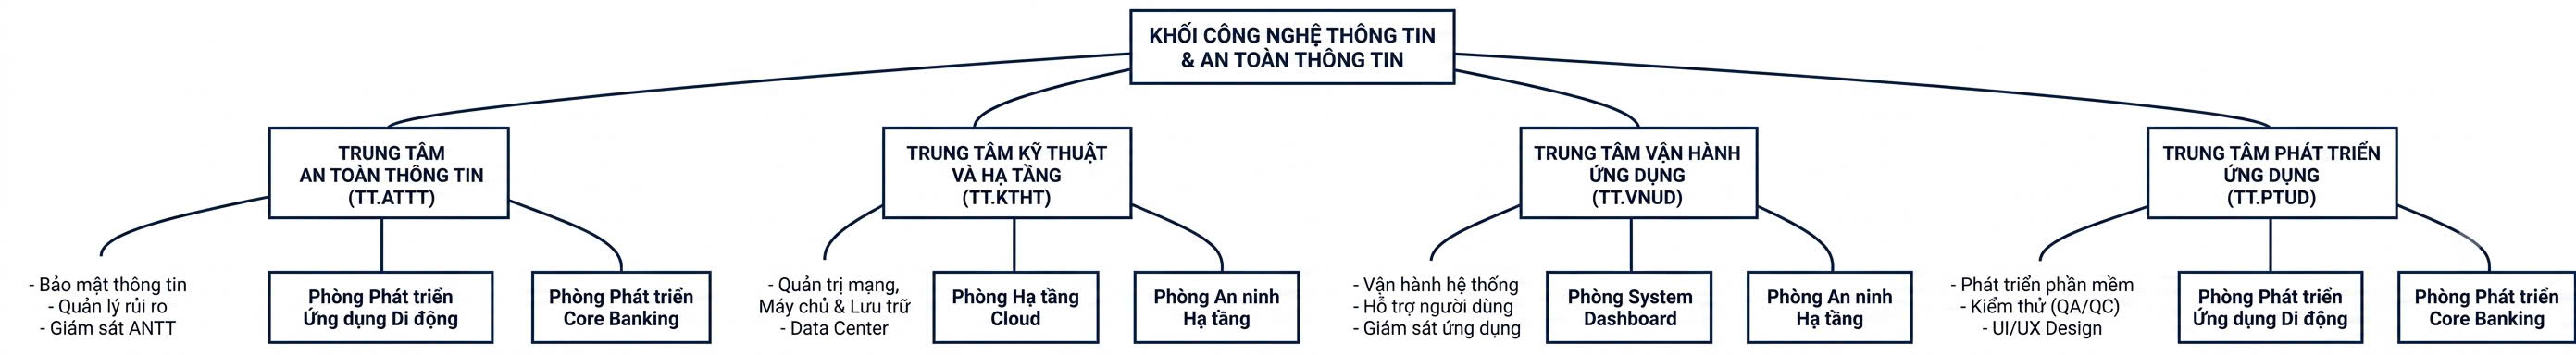 KHỐI CÔNG NGHỆ THÔNG TIN
& AN TOÀN THÔNG TIN
TRUNG TÂM
AN TOÀN THÔNG TIN
(TT.ATTT)
TRUNG TÂM KỸ THUẬT
VÀ HẠ TẦNG
(TT.KTHT)
TRUNG TÂM VẬN HÀNH
ỨNG DỤNG
(TT.VNUD)
TRUNG TÂM PHÁT TRIỂN
ỨNG DỤNG
(TT.PTUD)
- Bảo mật thông tin
- Quản lý rủi ro
- Giám sát ANTT
Phòng Phát triển
Ứng dụng Di động
Phòng Phát triển
Core Banking
- Quản trị mạng,
Máy chủ & Lưu trữ
- Data Center
Phòng Hạ tầng
Cloud
Phòng An ninh
Hạ tầng
- Vận hành hệ thống
- Hỗ trợ người dùng
- Giám sát ứng dụng
Phòng System
Dashboard
Phòng An ninh
Hạ tầng
- Phát triển phần mềm
- Kiểm thử (QA/QC)
- UI/UX Design
Phòng Phát triển
Ứng dụng Di động
Phòng Phát triển
Core Banking